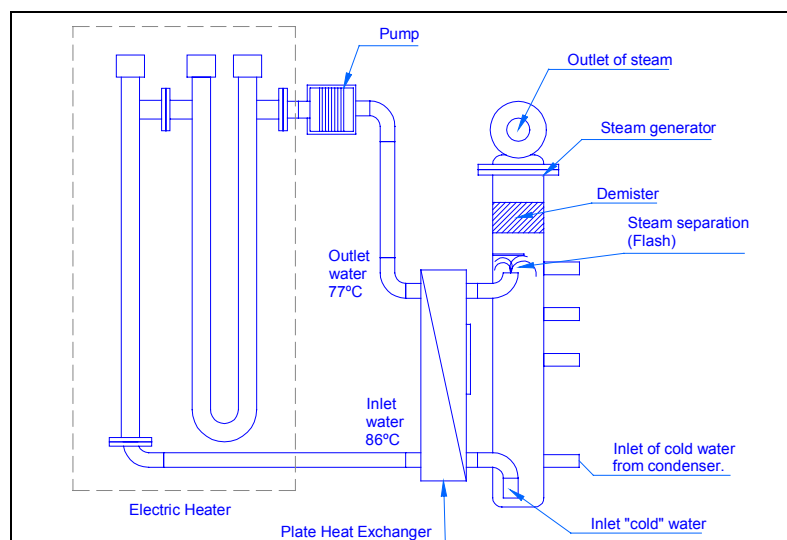 Pump
Outlet of steam
Steam generator
Demister
Steam separation
(Flash)
Outlet
water
77ºC
Inlet
water
86ºC
Inlet of cold water
from condenser.
Electric Heater
Plate Heat Exchanger
Inlet "cold" water